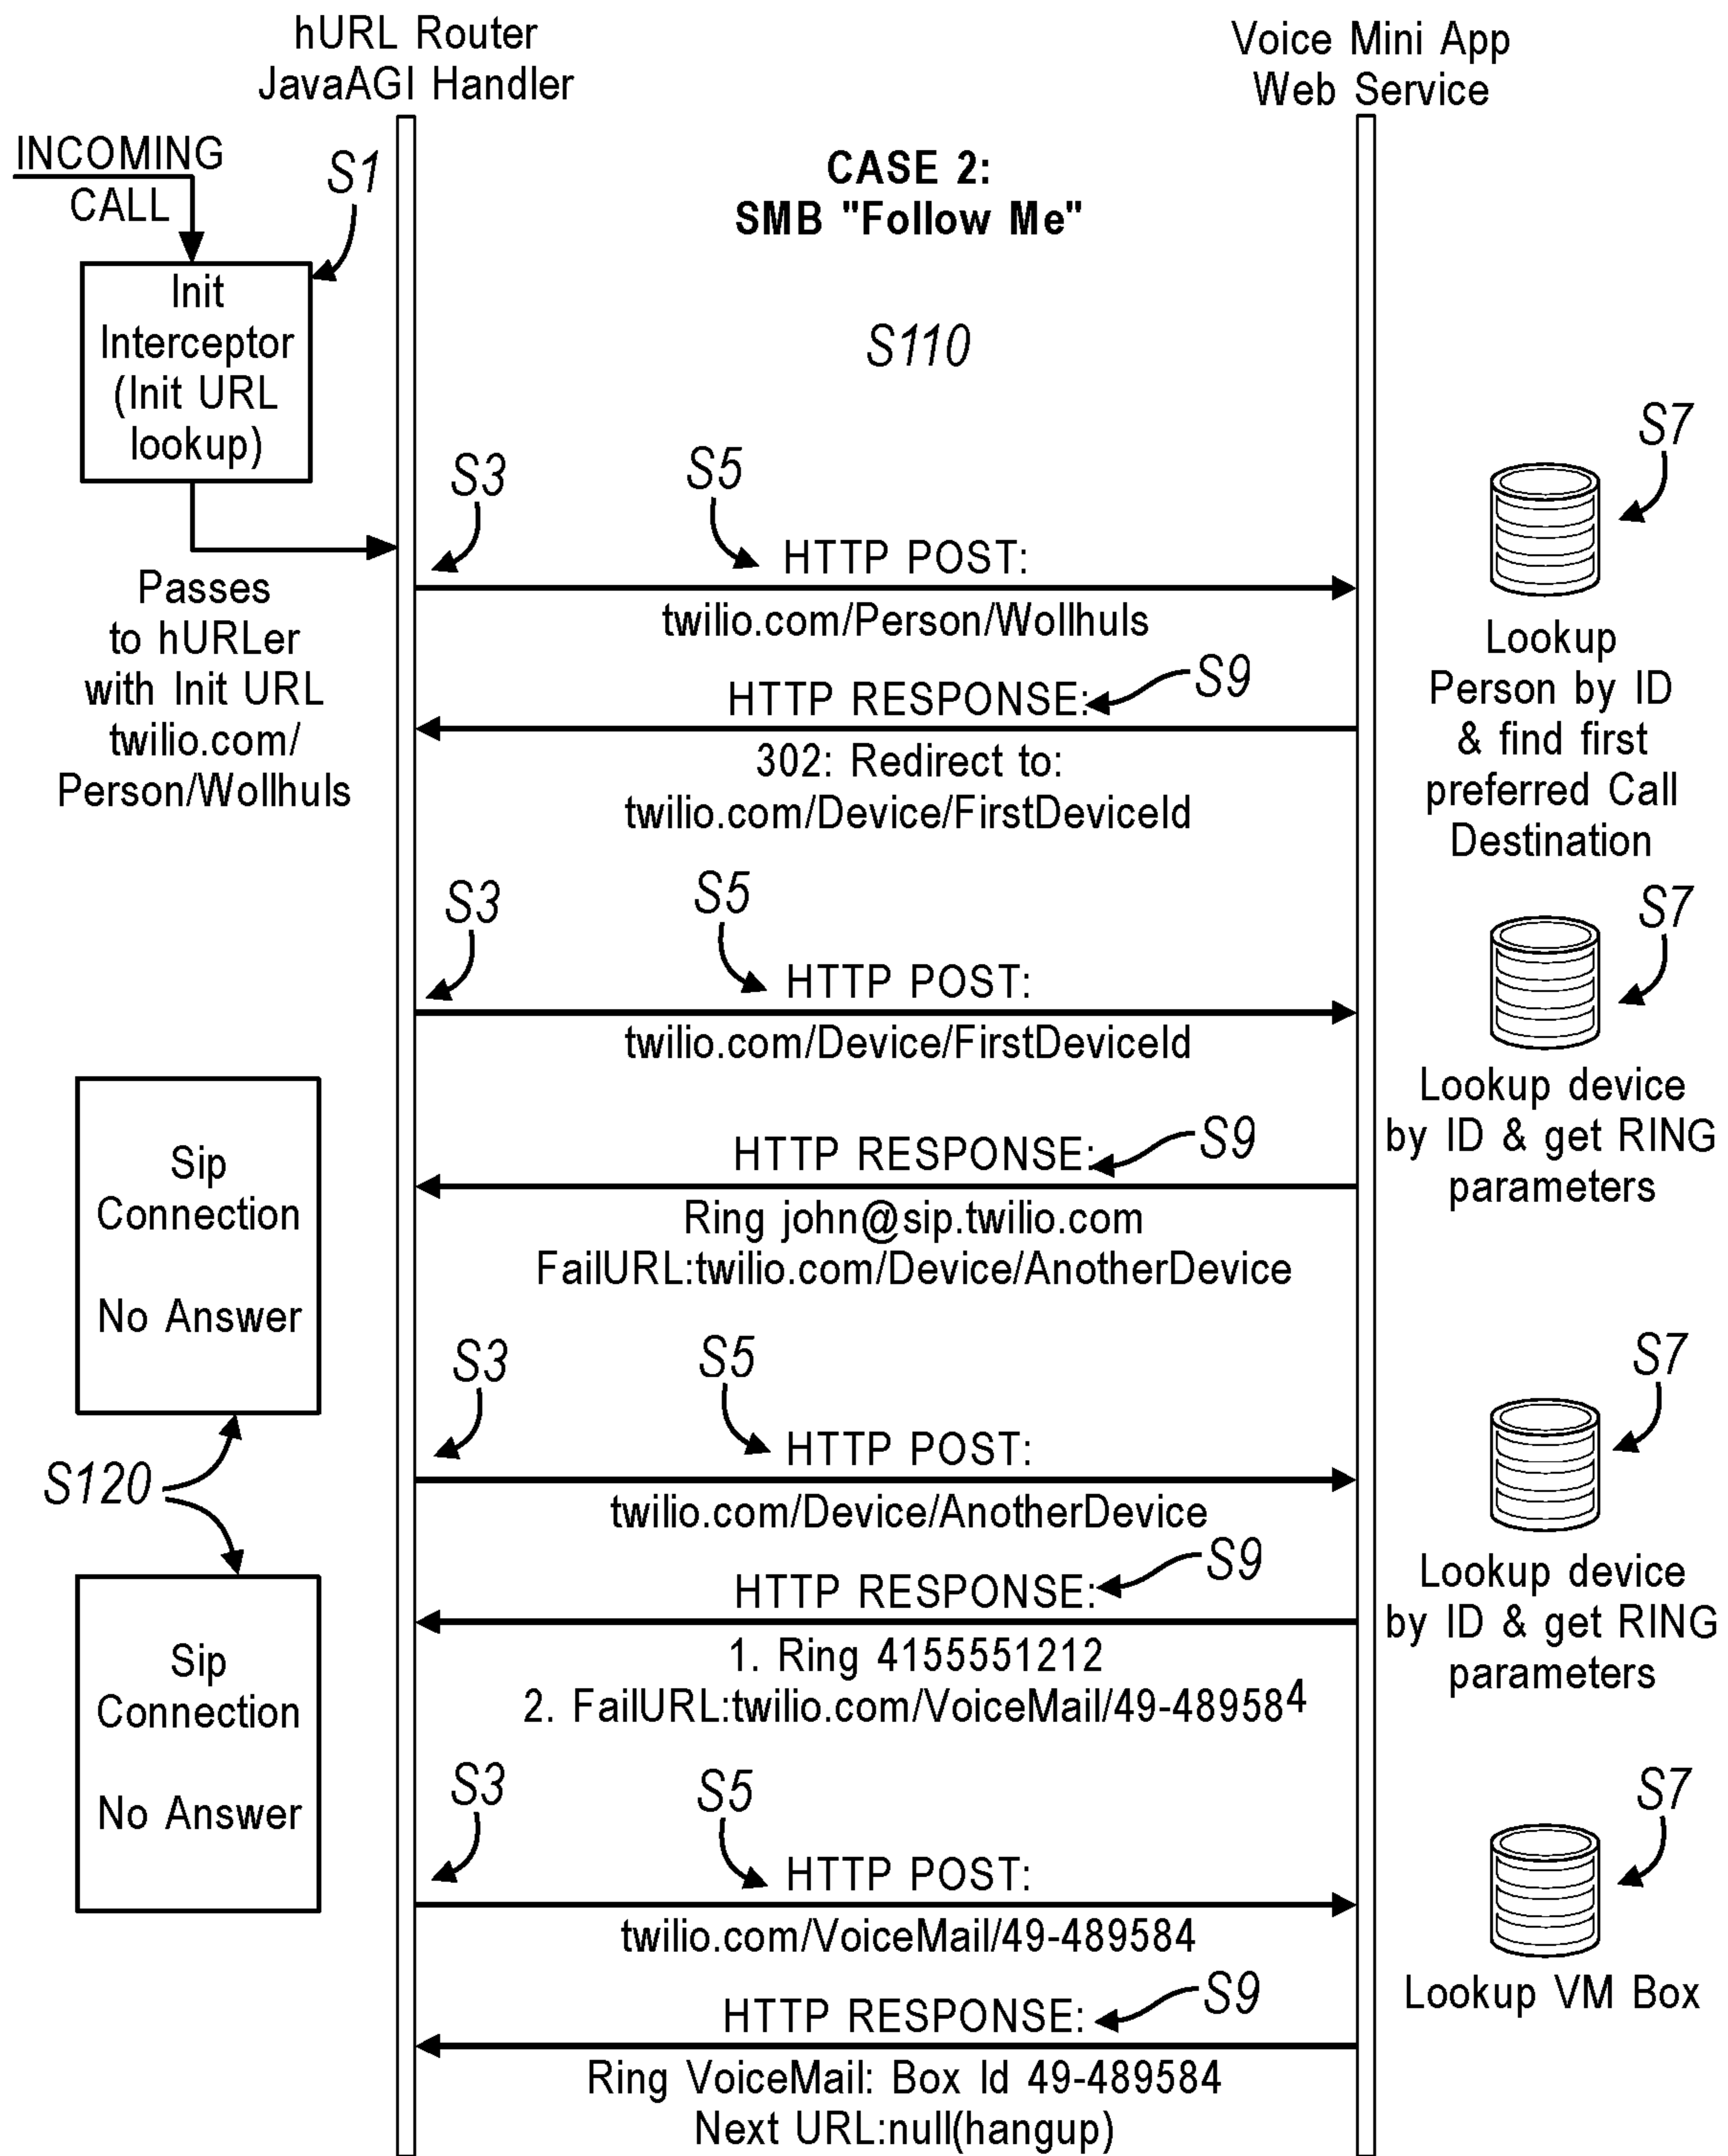 hURL Router
JavaAGI Handler
Voice Mini App
Web Service
INCOMING
CALL
S1
CASE 2:
SMB "Follow Me"
Init
Interceptor
(Init URL
lookup)
S110
S7
S3
S5
HTTP POST:
twilio.com/Person/Wollhuls
Passes
to hURLer
with Init URL
twilio.com/
Person/Wollhuls
Lookup
Person by ID
& find first
preferred Call
Destination
HTTP RESPONSE:
S9
302: Redirect to:
twilio.com/Device/FirstDeviceId
S3
S5
S7
HTTP POST:
twilio.com/Device/FirstDeviceId
Lookup device
by ID & get RING
parameters
Sip
Connection
No Answer
HTTP RESPONSE:
S9
Ring john@sip.twilio.com
FailURL:twilio.com/Device/AnotherDevice
S3
S5
S7
HTTP POST:
twilio.com/Device/AnotherDevice
S120
Lookup device
by ID & get RING
parameters
HTTP RESPONSE:
S9
1. Ring 4155551212
2. FailURL:twilio.com/VoiceMail/49-489584
Sip
Connection
No Answer
S3
S5
S7
HTTP POST:
twilio.com/VoiceMail/49-489584
Lookup VM Box
HTTP RESPONSE:
S9
Ring VoiceMail: Box Id 49-489584
Next URL:null(hangup)